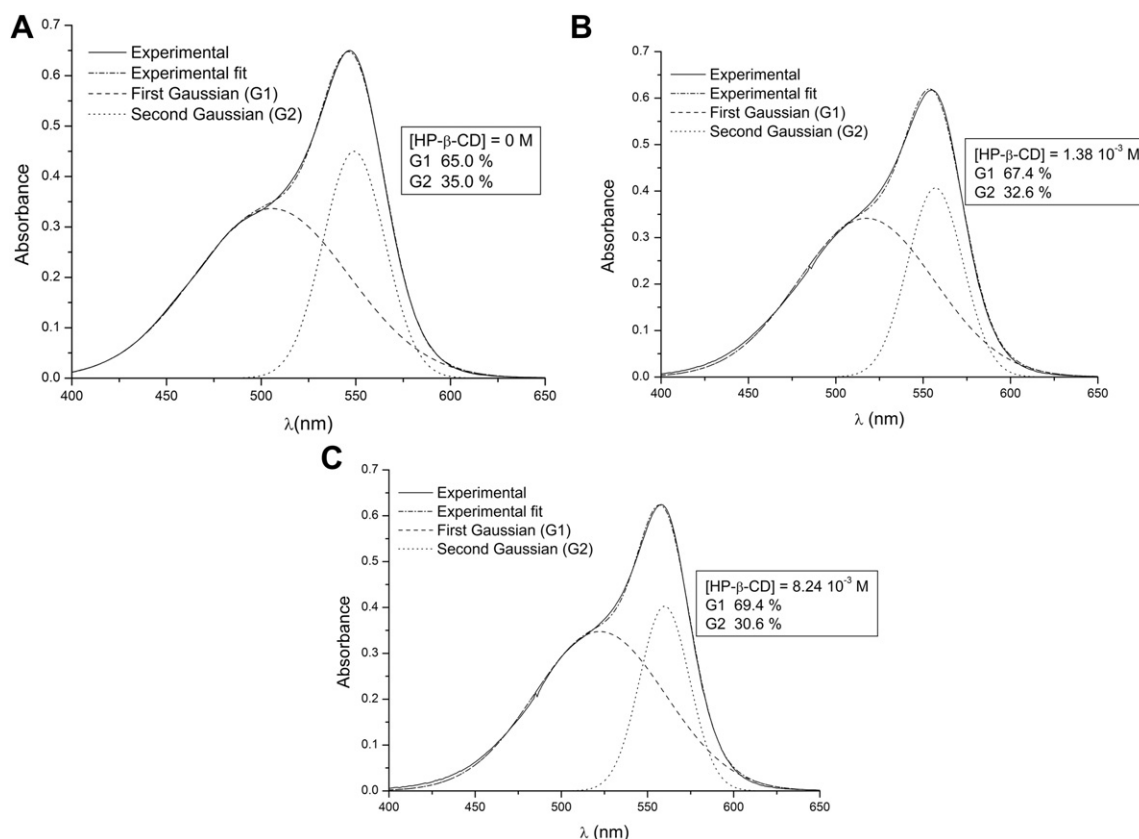 A
Experimental
Experimental fit
First Gaussian (G1)
Second Gaussian (G2)
[HP-β-CD] = 0 M
G1 65.0 %
G2 35.0 %
Absorbance
0.8
0.7
0.6
0.5
0.4
0.3
0.2
0.1
0.0
400 450 500 550 600 650
λ(nm)
B
Experimental
Experimental fit
First Gaussian (G1)
Second Gaussian (G2)
[HP-β-CD] = 1.38 10⁻³ M
G1 67.4 %
G2 32.6 %
Absorbance
0.7
0.6
0.5
0.4
0.3
0.2
0.1
0.0
400 450 500 550 600 650
λ (nm)
C
Experimental
Experimental fit
First Gaussian (G1)
Second Gaussian (G2)
[HP-β-CD] = 8.24 10⁻³ M
G1 69.4 %
G2 30.6 %
Absorbance
0.7
0.6
0.5
0.4
0.3
0.2
0.1
0.0
400 450 500 550 600 650
λ (nm)